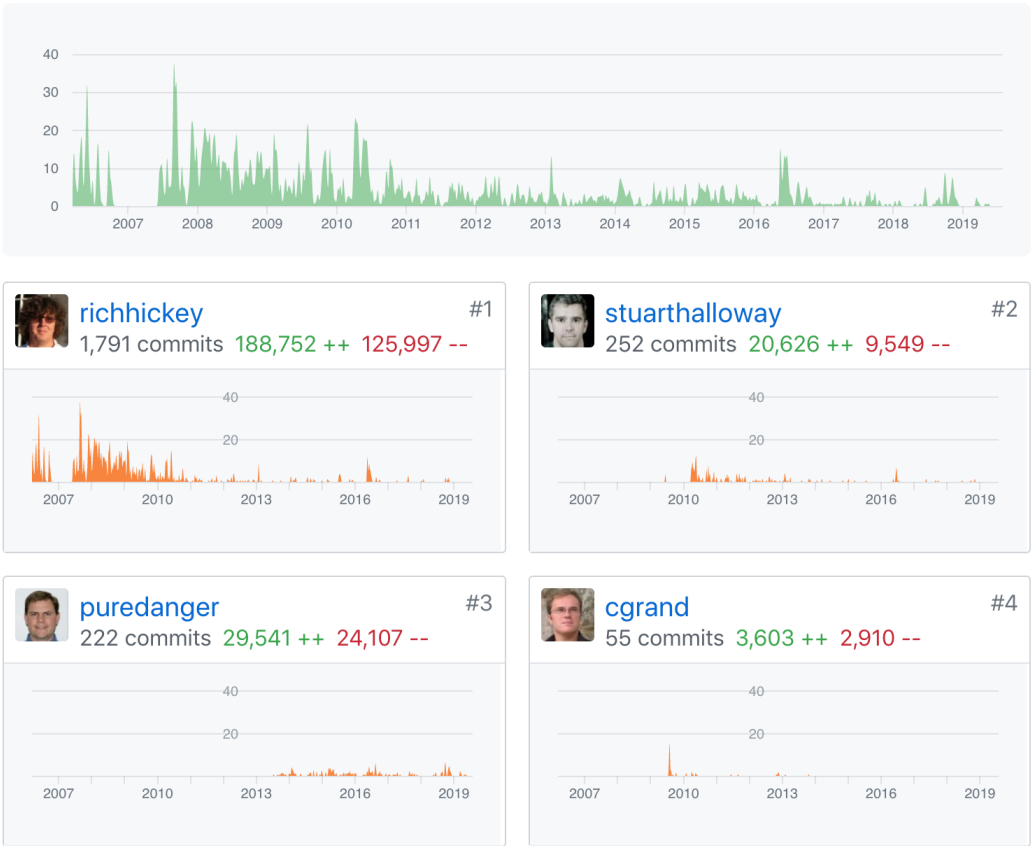 40
30
20
10
0
2007 2008 2009 2010 2011 2012 2013 2014 2015 2016 2017 2018 2019
richhickey #1
1,791 commits 188,752 ++ 125,997 --
40
20
2007 2010 2013 2016 2019
stuarthalloway #2
252 commits 20,626 ++ 9,549 --
40
20
2007 2010 2013 2016 2019
puredanger #3
222 commits 29,541 ++ 24,107 --
40
20
2007 2010 2013 2016 2019
cgrand #4
55 commits 3,603 ++ 2,910 --
40
20
2007 2010 2013 2016 2019